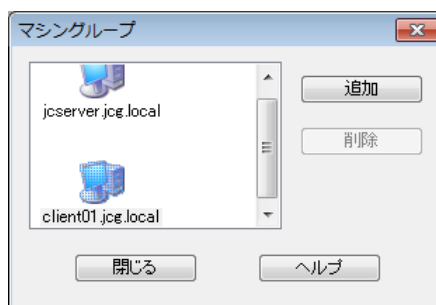 マシングループ
jcserver.jcg.local
追加
削除
client01.jcg.local
閉じる
ヘルプ